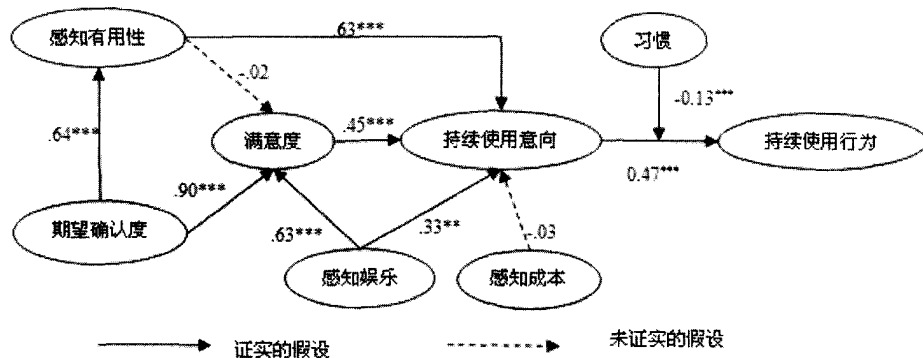 感知有用性
.63***
习惯
-.02
-0.13***
.64***
满意度
.45***
持续使用意向
持续使用行为
0.47***
.90***
期望确认度
.63***
.33**
-.03
感知娱乐
感知成本
证实的假设
未证实的假设